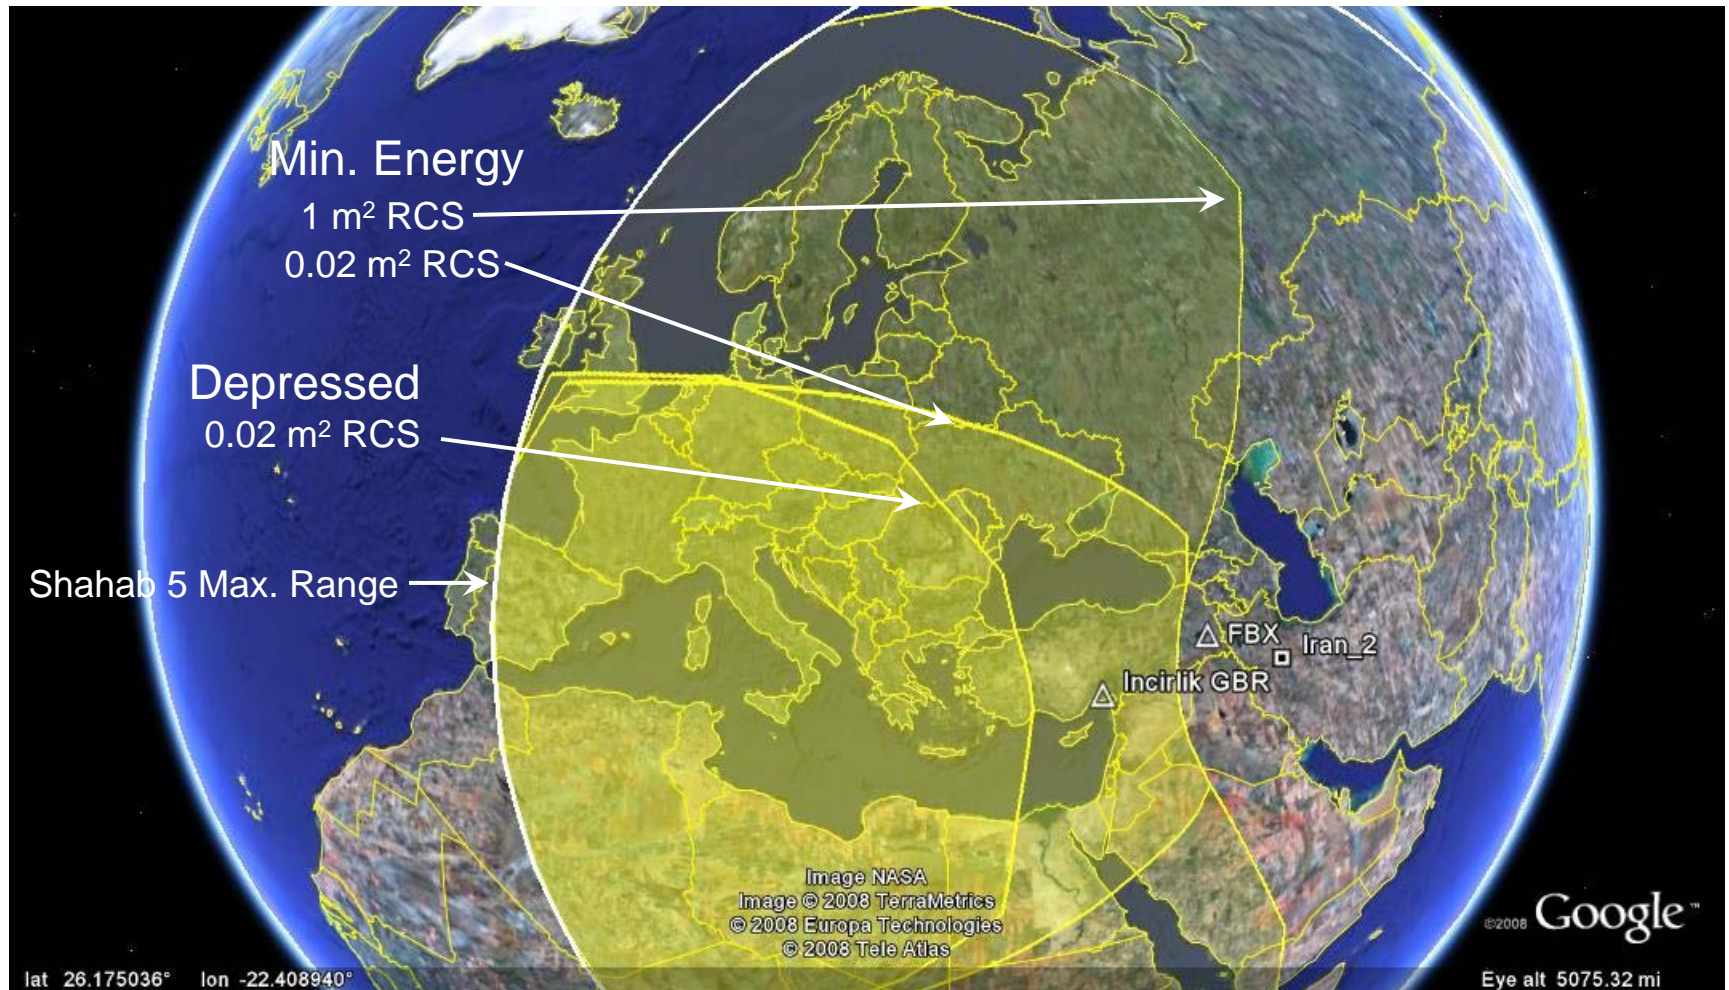 Min. Energy
1 m² RCS
0.02 m² RCS
Depressed
0.02 m² RCS
Shahab 5 Max. Range
FBX
Iran_2
Incirlik GBR
Image NASA
Image © 2008 TerraMetrics
© 2008 Europa Technologies
© 2008 Tele Atlas
©2008 Google™
lat 26.175036° lon -22.408940°
Eye alt 5075.32 mi